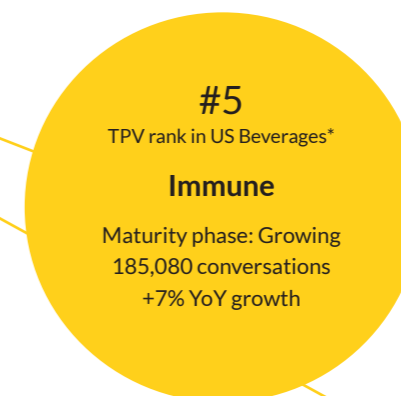 #5
TPV rank in US Beverages*
Immune
Maturity phase: Growing
185,080 conversations
+7% YoY growth